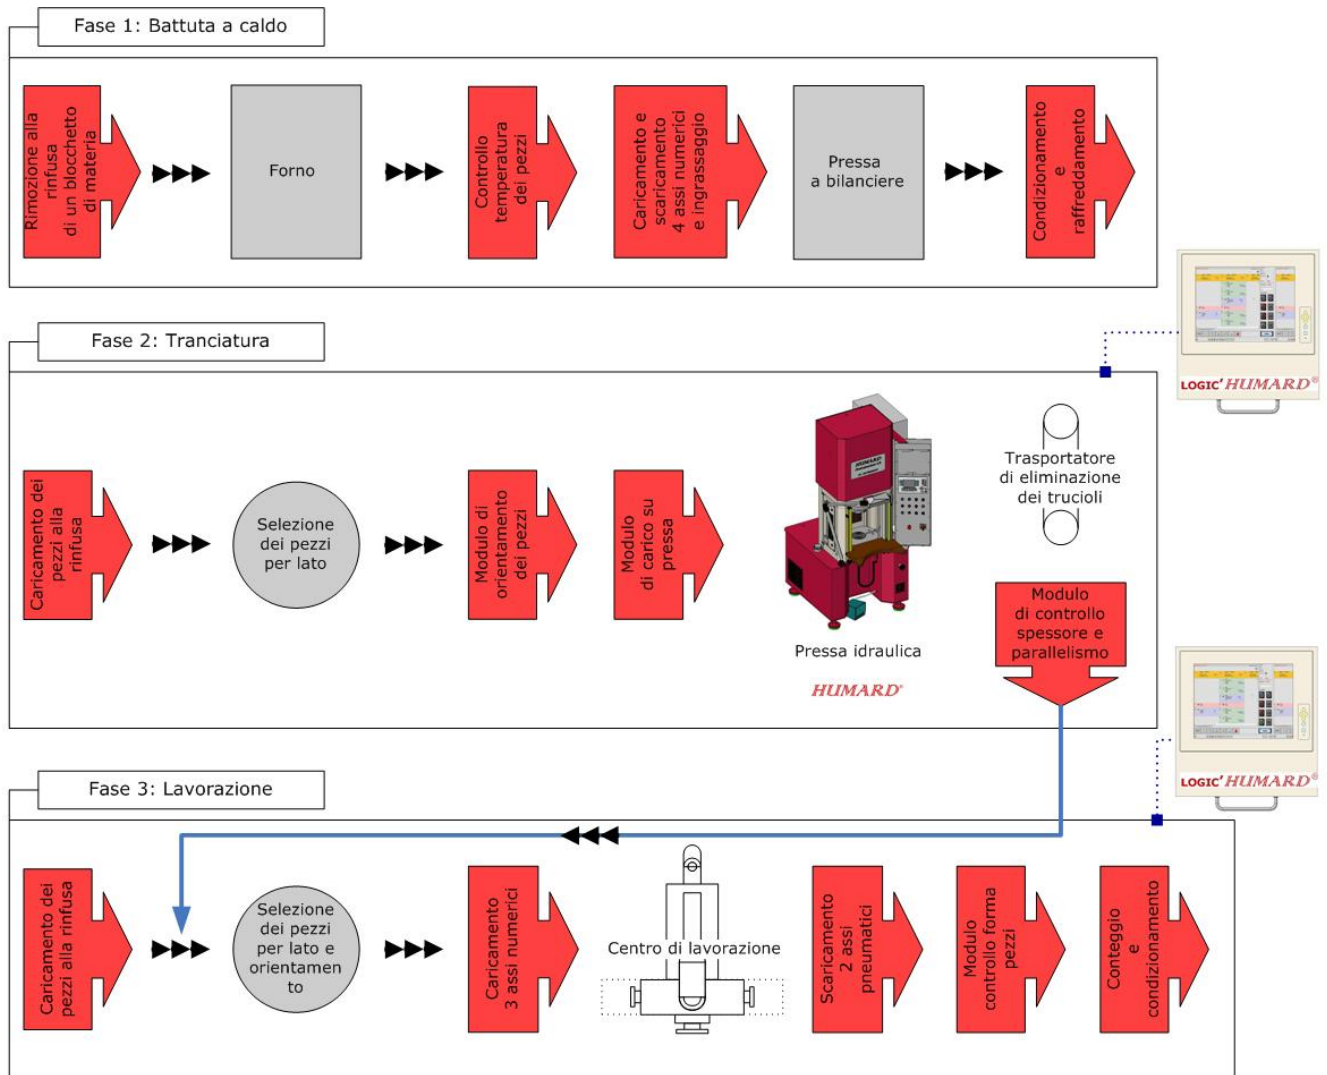 Fase 1: Battuta a caldo
Rimozione alla
rinfusa
di un blocchetto
di materia
Forno
Controllo
temperatura
dei pezzi
Caricamento e
scaricamento
4 assi numerici
e ingrassaggio
Pressa
a bilanciere
Condizionamento
e
raffreddamento
LOGIC'HUMARD®
Fase 2: Tranciatura
Caricamento dei
pezzi alla
rinfusa
Selezione
dei pezzi
per lato
Modulo di
orientamento
dei pezzi
Modulo
di carico su
pressa
HUMARD
Pressa idraulica
HUMARD®
Trasportatore
di eliminazione
dei trucioli
Modulo
di controllo
spessore e
parallelismo
LOGIC'HUMARD®
Fase 3: Lavorazione
Caricamento dei
pezzi alla rinfusa
Selezione
dei pezzi
per lato e
orientamen
to
Caricamento
3 assi numerici
Centro di lavorazione
Scaricamento
2 assi
pneumatici
Modulo
controllo forma
pezzi
Conteggio
e
condizionamento